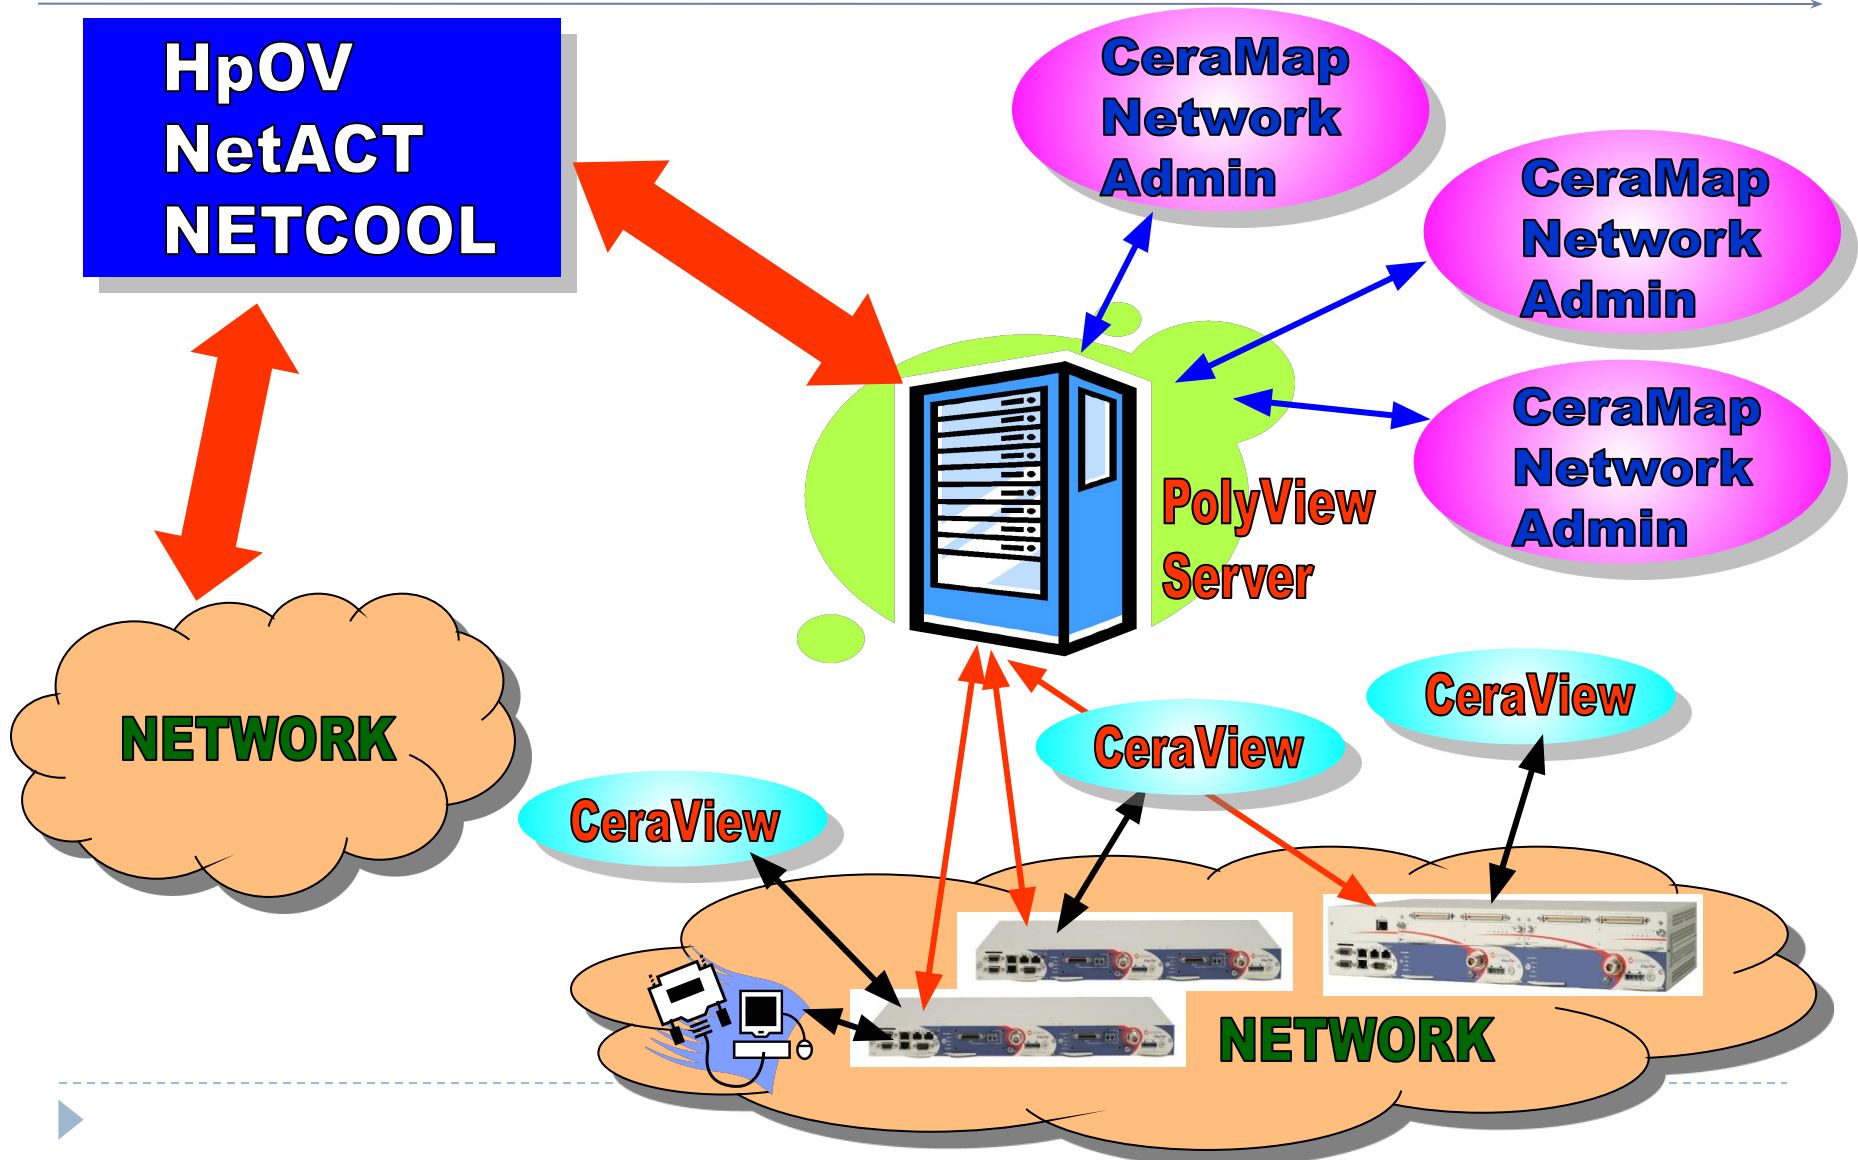 HpOV
NetACT
NETCOOL
CeraMap
Network
Admin
CeraMap
Network
Admin
CeraMap
Network
Admin
PolyView
Server
CeraView
CeraView
CeraView
NETWORK
NETWORK